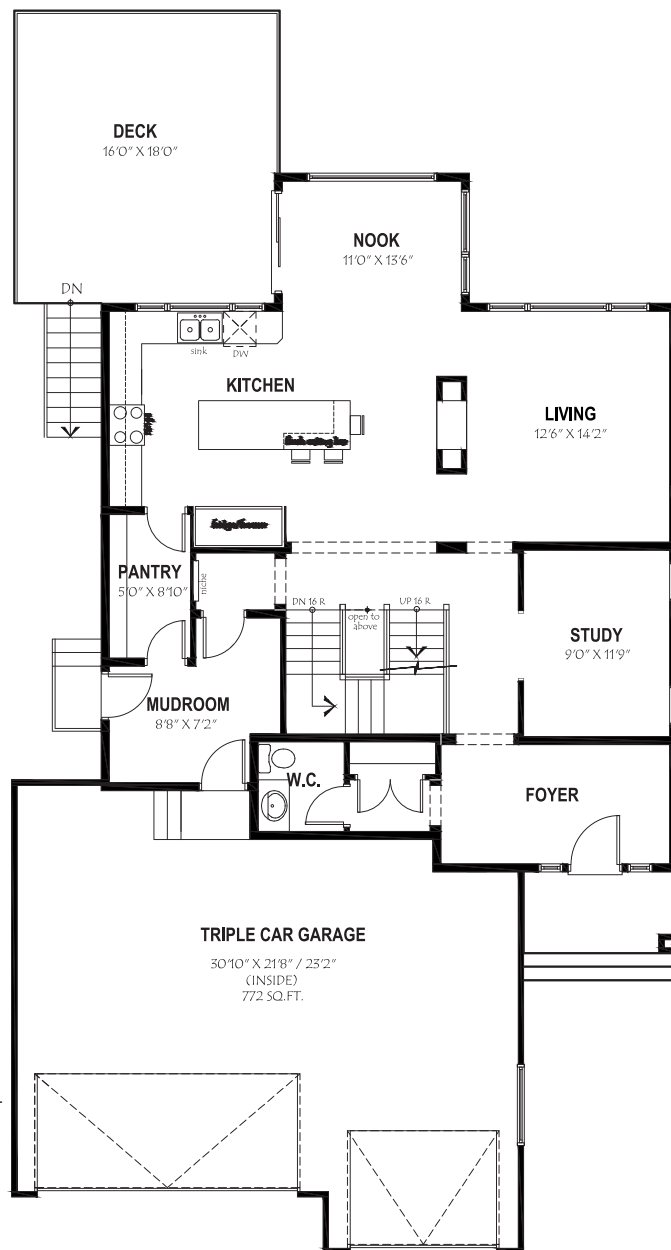 DECK
16'0" X 18'0"
NOOK
11'0" X 13'6"
DN
sink
DW
KITCHEN
LIVING
12'6" X 14'2"
PANTRY
5'0" X 8'10"
niche
DN 16 R
UP 16 R
open to
above
STUDY
9'0" X 11'9"
MUDROOM
8'8" X 7'2"
W.C.
FOYER
TRIPLE CAR GARAGE
30'10" X 21'8" / 23'2"
(INSIDE)
772 SQ.FT.